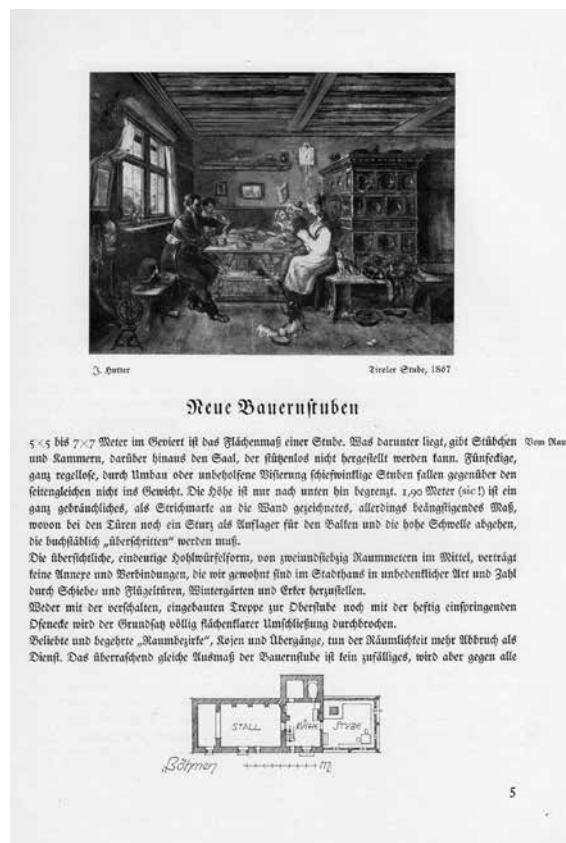 J. Hutter
Tiroler Stube, 1867
Neue Bauernstuben
5×5 bis 7×7 Meter im Geviert ist das Flächenmaß einer Stube. Was darunter liegt, gibt Stübchen
Vom
und Kammern, darüber hinaus den Saal, der stützenlos nicht hergestellt werden kann. Fünfeckige,
ganz regellose, durch Umbau oder unbeholfene Visierung schiefwinklige Stuben fallen gegenüber den
seitengleichen nicht ins Gewicht. Die Höhe ist nur nach unten hin begrenzt. 1,90 Meter (sic!) ist ein
ganz gebräuchliches, als Strichmarke an die Wand gezeichnetes, allerdings beängstigendes Maß,
wovon bei den Türen noch ein Sturz als Auflager für den Balken und die hohe Schwelle abgehen,
die buchstäblich „überschritten“ werden muß.
Die übersichtliche, eindeutige Hohlwürfelform, von zweiundsiebzig Raummetern im Mittel, verträgt
keine Annexe und Verbindungen, die wir gewohnt sind im Stadthaus in unbedenklicher Art und Zahl
durch Schiebe- und Flügeltüren, Wintergärten und Erker herzustellen.
Weder mit der verschalten, eingebauten Treppe zur Oberstube noch mit der heftig einspringenden
Ofenecke wird der Grundsatz völlig flächenklarer Umschließung durchbrochen.
Beliebte und begehrte „Raumbezirke“, Kojen und Übergänge, tun der Räumlichkeit mehr Abbruch als
Dienst. Das überraschend gleiche Ausmaß der Bauernstube ist kein zufälliges, wird aber gegen alle
STALL
STUBE
Böhmen
m
5